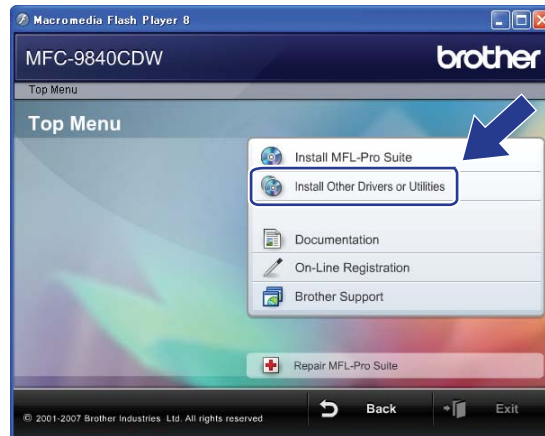 Macromedia Flash Player 8
MFC-9840CDW
brother
Top Menu
Top Menu
Install MFL-Pro Suite
Install Other Drivers or Utilities
Documentation
On-Line Registration
Brother Support
Repair MFL-Pro Suite
© 2001-2007 Brother Industries Ltd. All rights reserved
Back
Exit